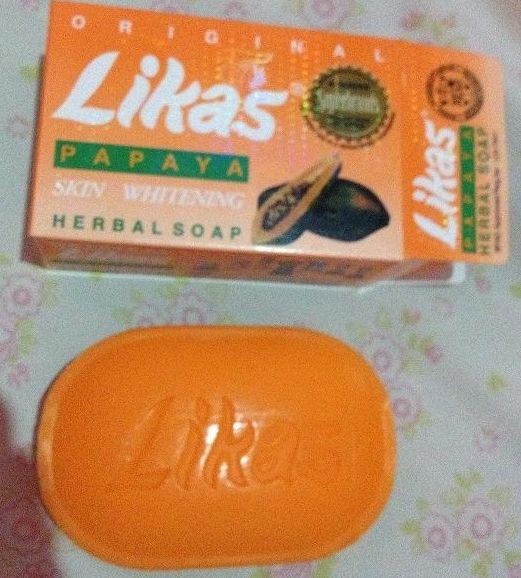 ORIGINAL
Likas
PAPAYA
SKIN WHITENING
HERBAL SOAP
Likas
PAPAYA
HERBAL SOAP
Likas